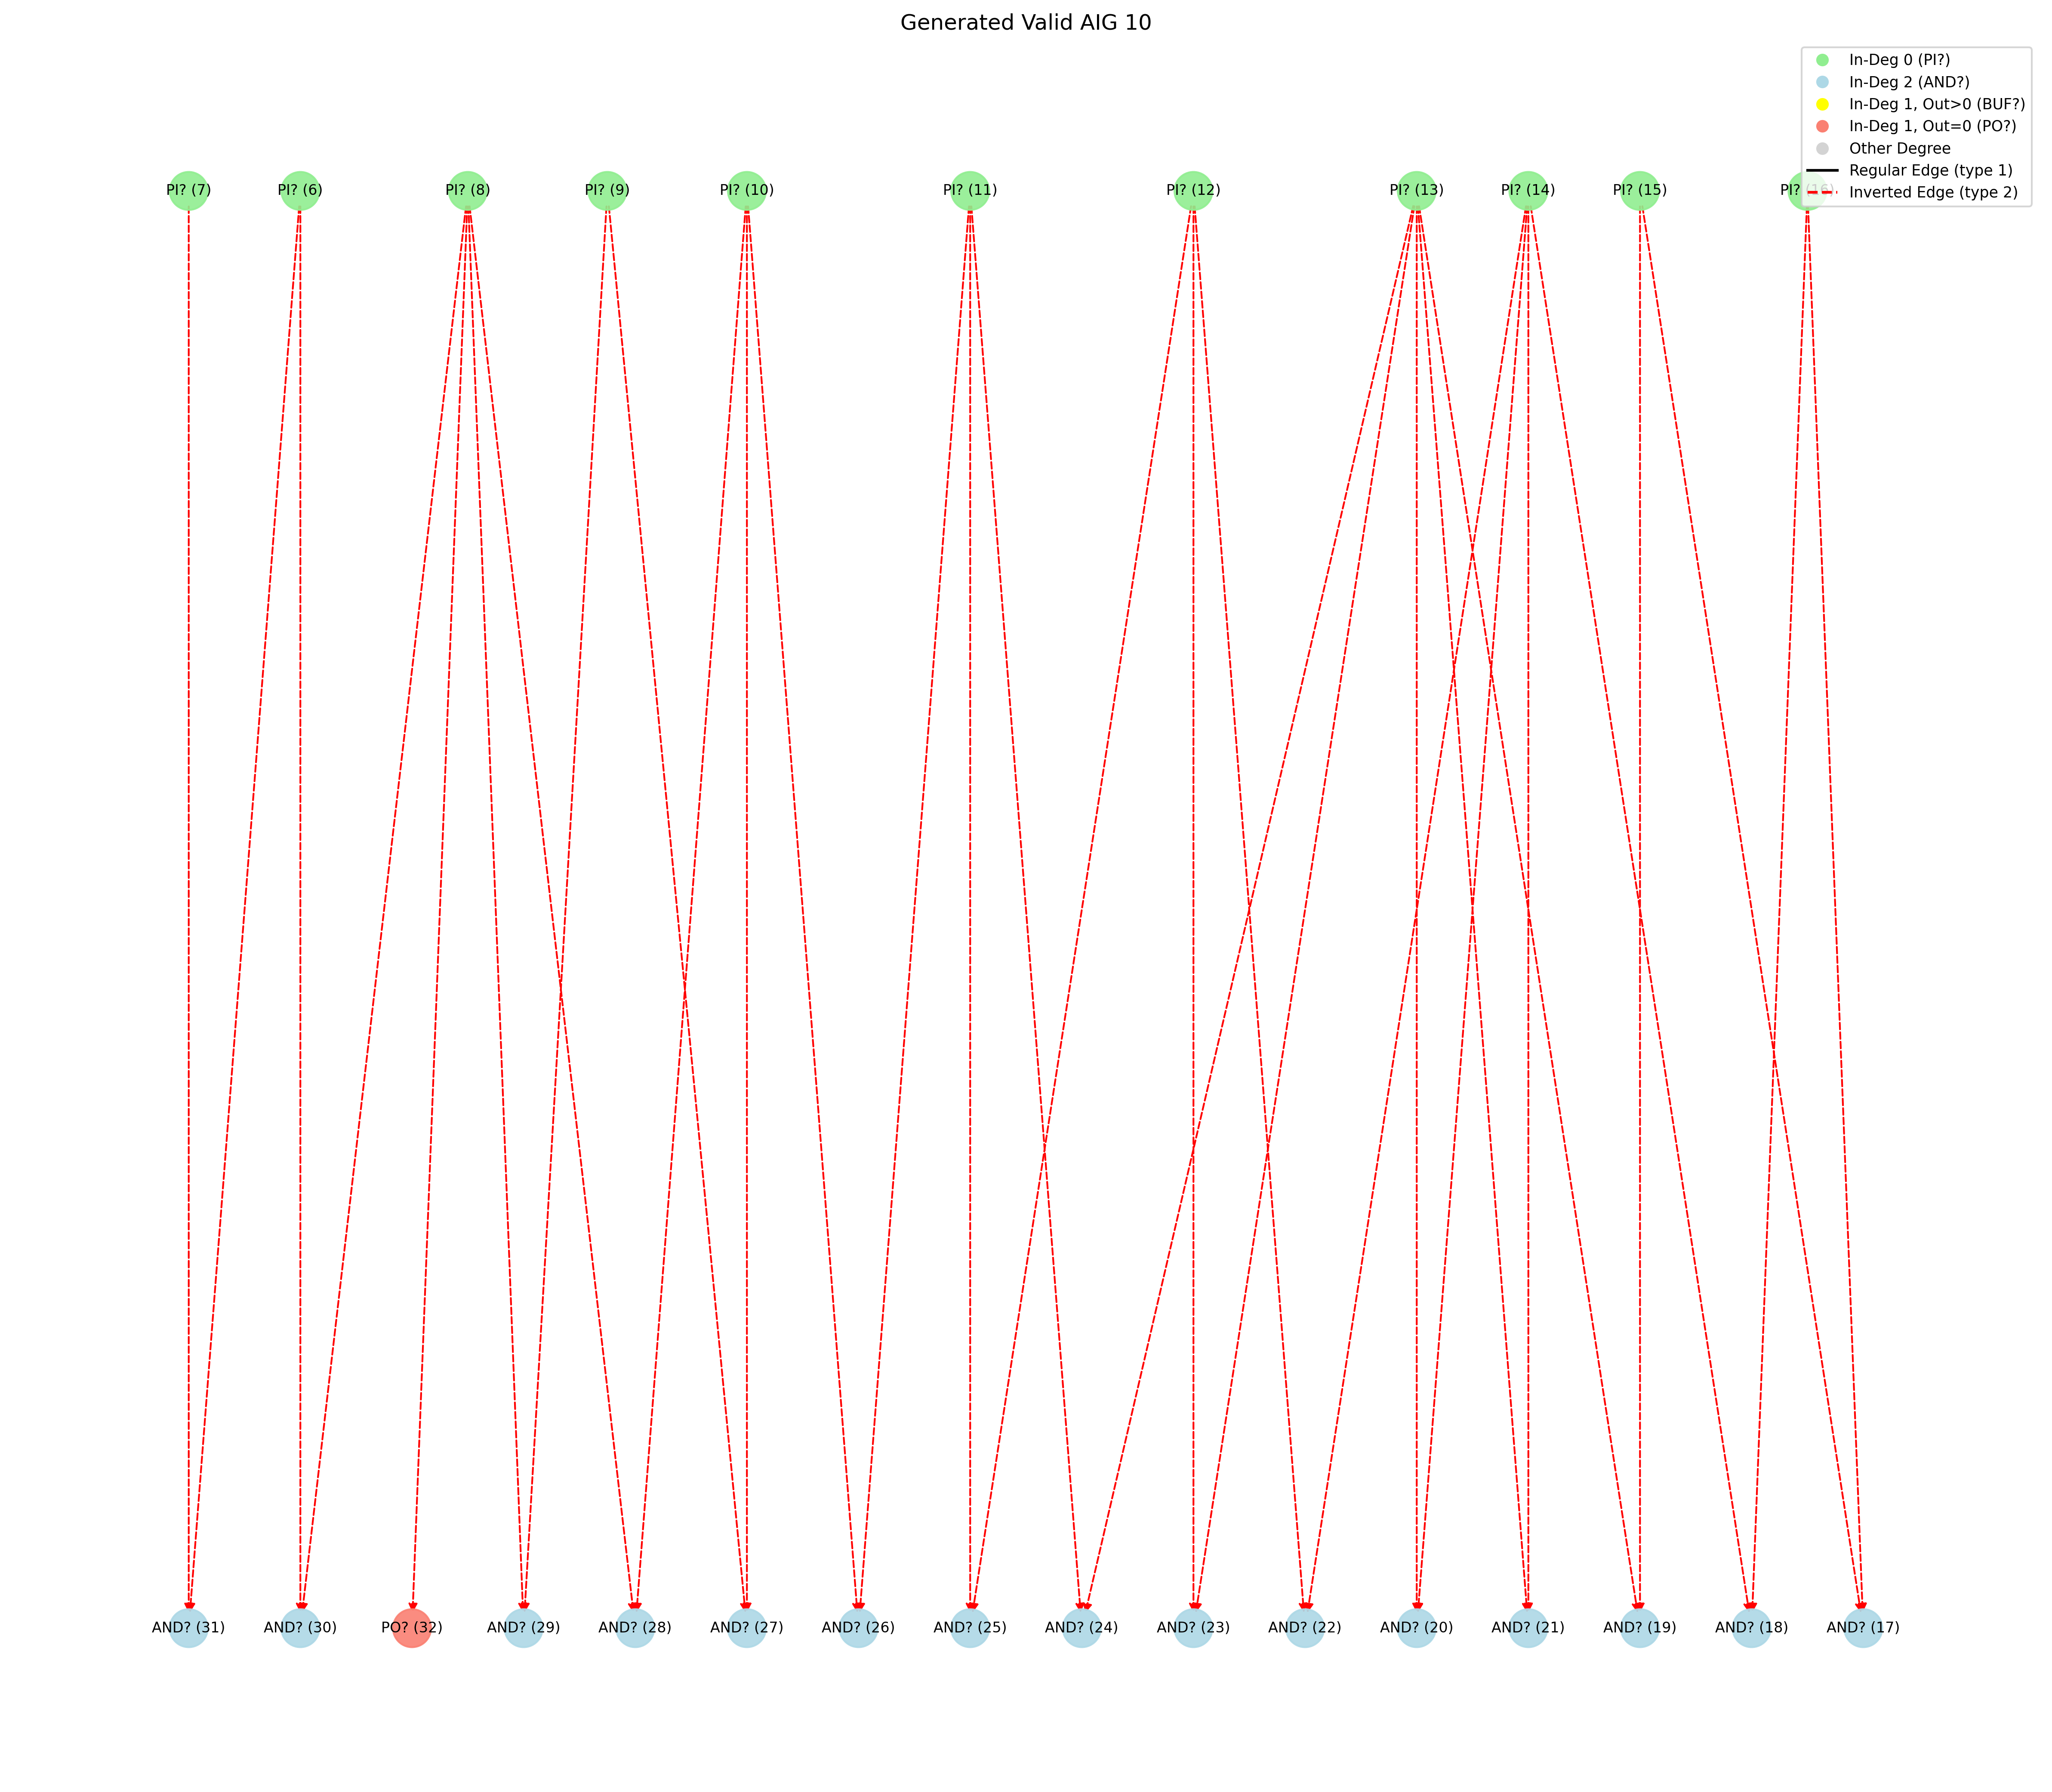 Generated Valid AIG 10
In-Deg 0 (PI?)
In-Deg 2 (AND?)
In-Deg 1, Out>0 (BUF?)
In-Deg 1, Out=0 (PO?)
Other Degree
Regular Edge (type 1)
Inverted Edge (type 2)
PI? (7) PI? (6) PI? (8) PI? (9) PI? (10) PI? (11) PI? (12) PI? (13) PI? (14) PI? (15) PI? (16)
AND? (31) AND? (30) PO? (32) AND? (29) AND? (28) AND? (27) AND? (26) AND? (25) AND? (24) AND? (23) AND? (22) AND? (20) AND? (21) AND? (19) AND? (18) AND? (17)